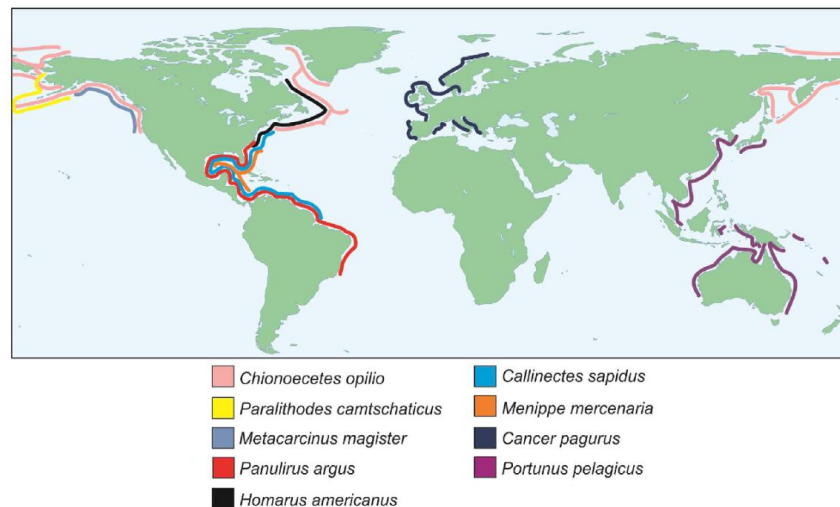 Chionoecetes opilio
Paralithodes camtschaticus
Metacarcinus magister
Panulirus argus
Homarus americanus
Callinectes sapidus
Menippe mercenaria
Cancer pagurus
Portunus pelagicus